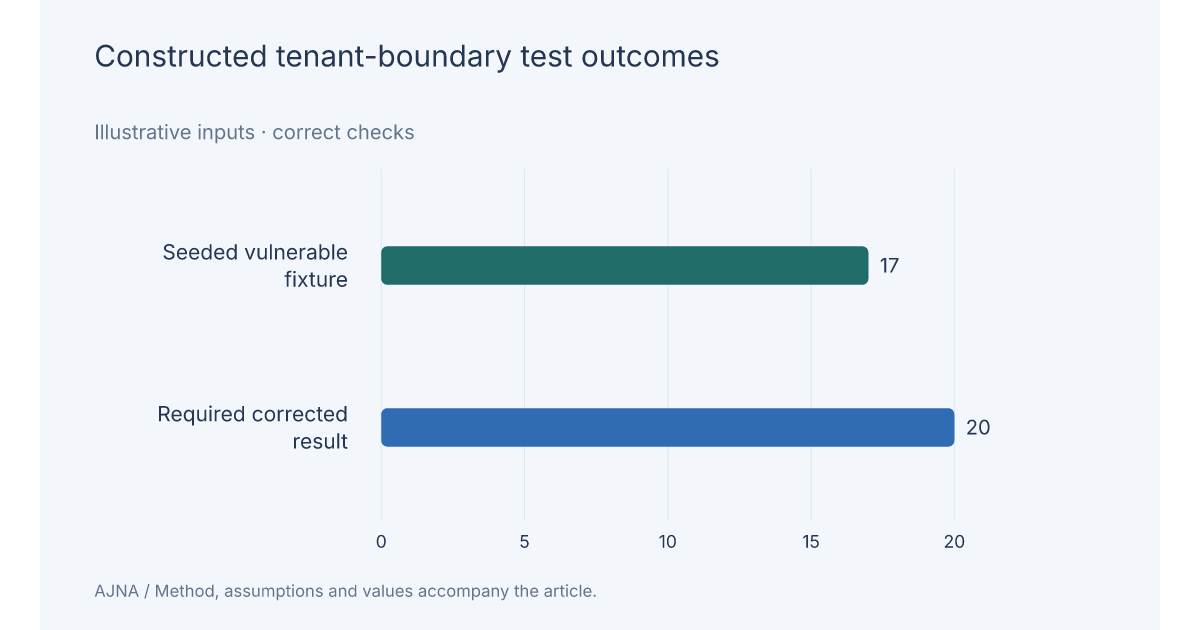 Constructed tenant-boundary test outcomes
Illustrative inputs · correct checks
Seeded vulnerable
fixture
17
Required corrected
result
20
0 5 10 15 20
AJNA / Method, assumptions and values accompany the article.